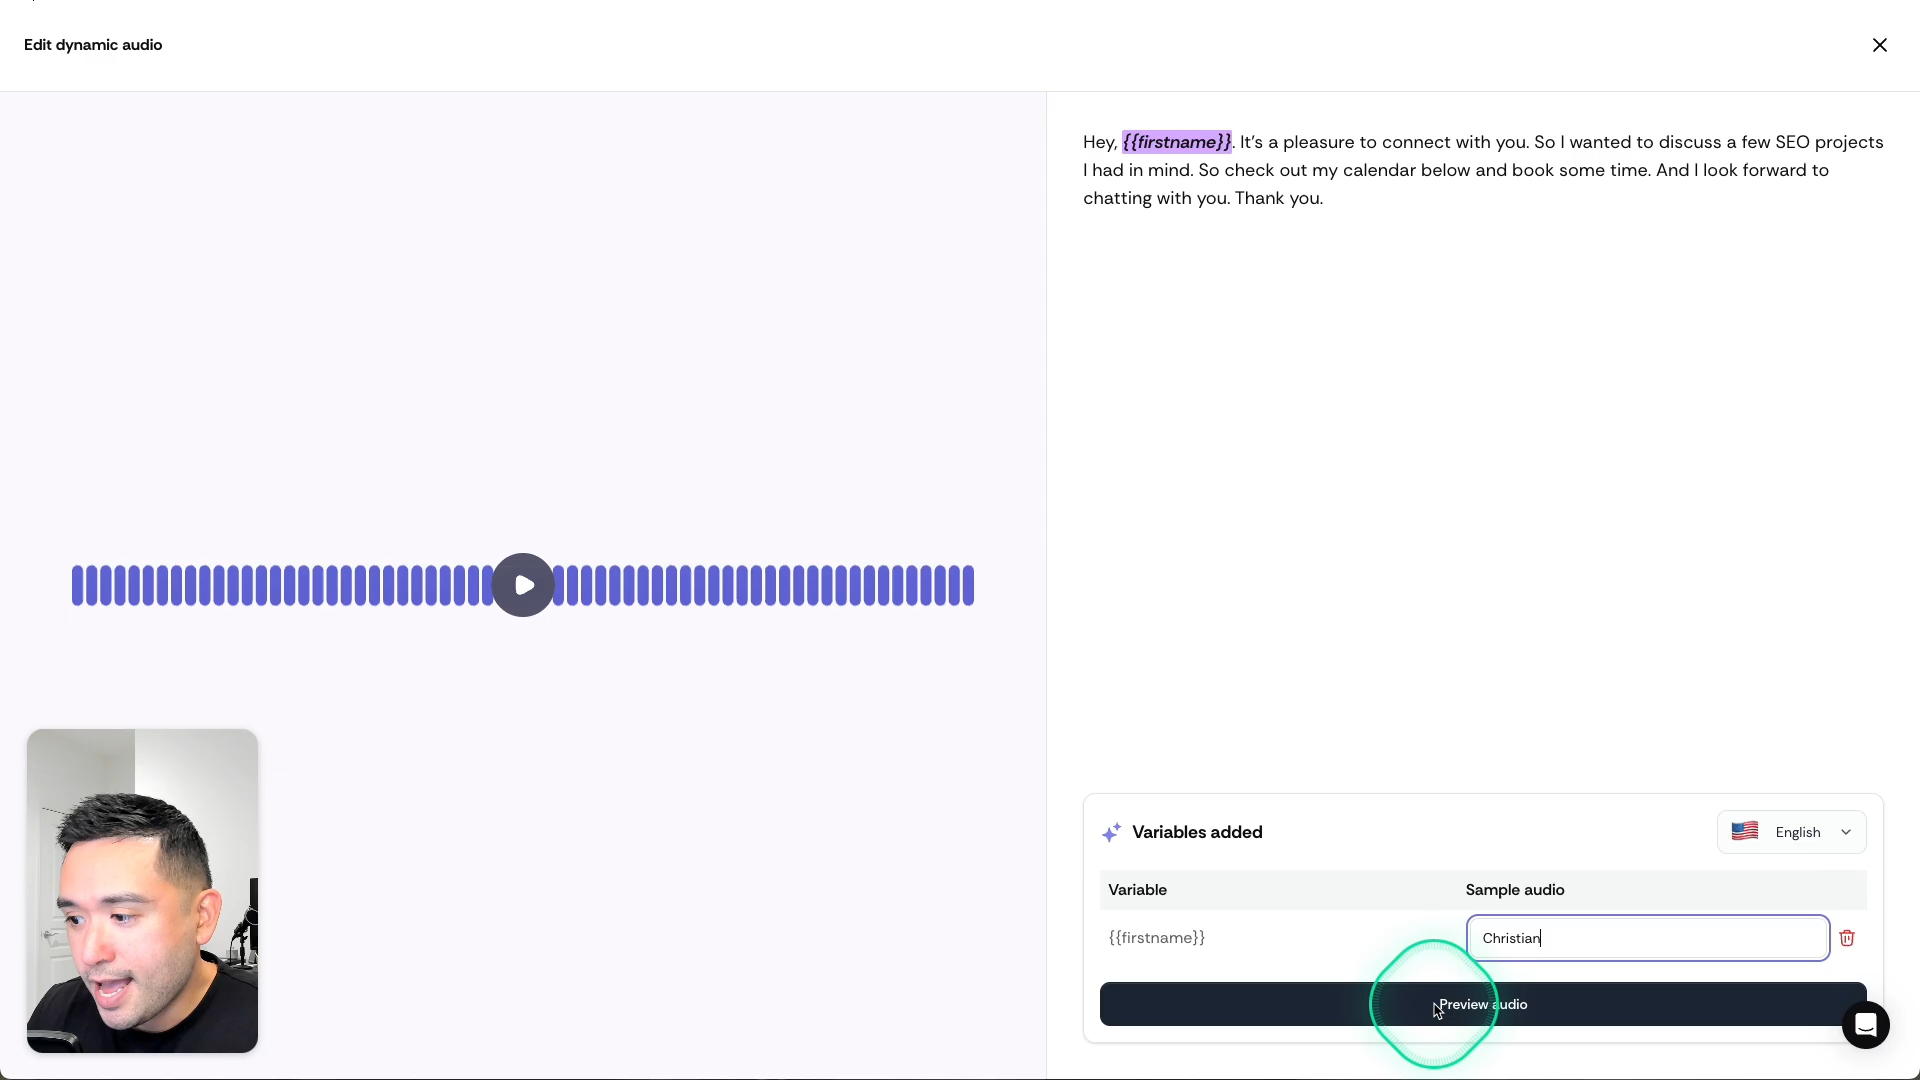 Edit dynamic audio
Hey, {{firstname}}. It's a pleasure to connect with you. So I wanted to discuss a few SEO projects
I had in mind. So check out my calendar below and book some time. And I look forward to
chatting with you. Thank you.
Variables added
English
Variable
Sample audio
{{firstname}}
Christian
Preview audio